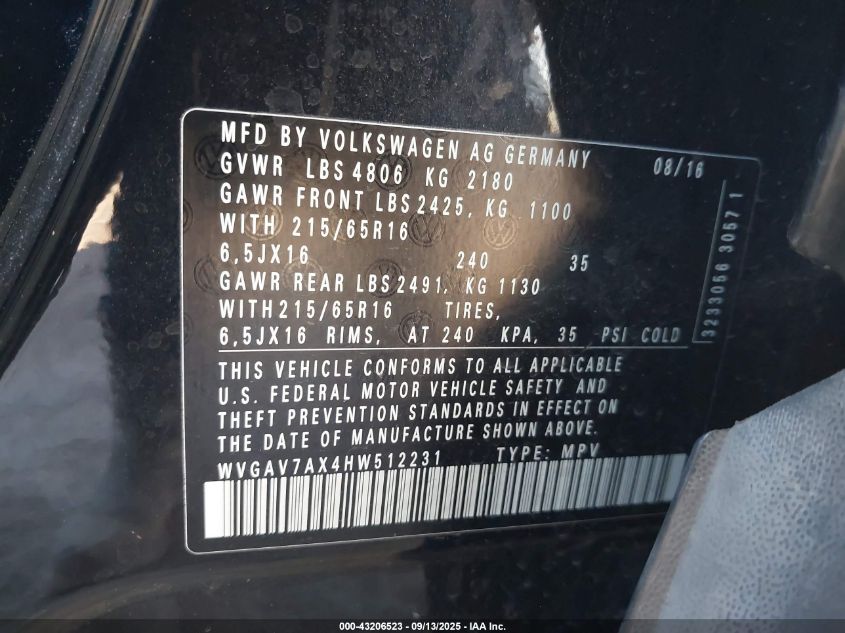 MFD BY VOLKSWAGEN AG GERMANY 08/16
GVWR LBS 4806 KG 2180
GAWR FRONT LBS 2425, KG 1100
WITH 215/65R16
6,5JX16 240 35
GAWR REAR LBS 2491, KG 1130
WITH 215/65R16 TIRES,
6,5JX16 RIMS, AT 240 KPA, 35 PSI COLD
THIS VEHICLE CONFORMS TO ALL APPLICABLE
U.S. FEDERAL MOTOR VEHICLE SAFETY AND
THEFT PREVENTION STANDARDS IN EFFECT ON
THE DATE OF MANUFACTURE SHOWN ABOVE.
WVGAV7AX4HW512231 TYPE: MPV
3233056 3057 1
000-43206523 - 09/13/2025 - IAA Inc.